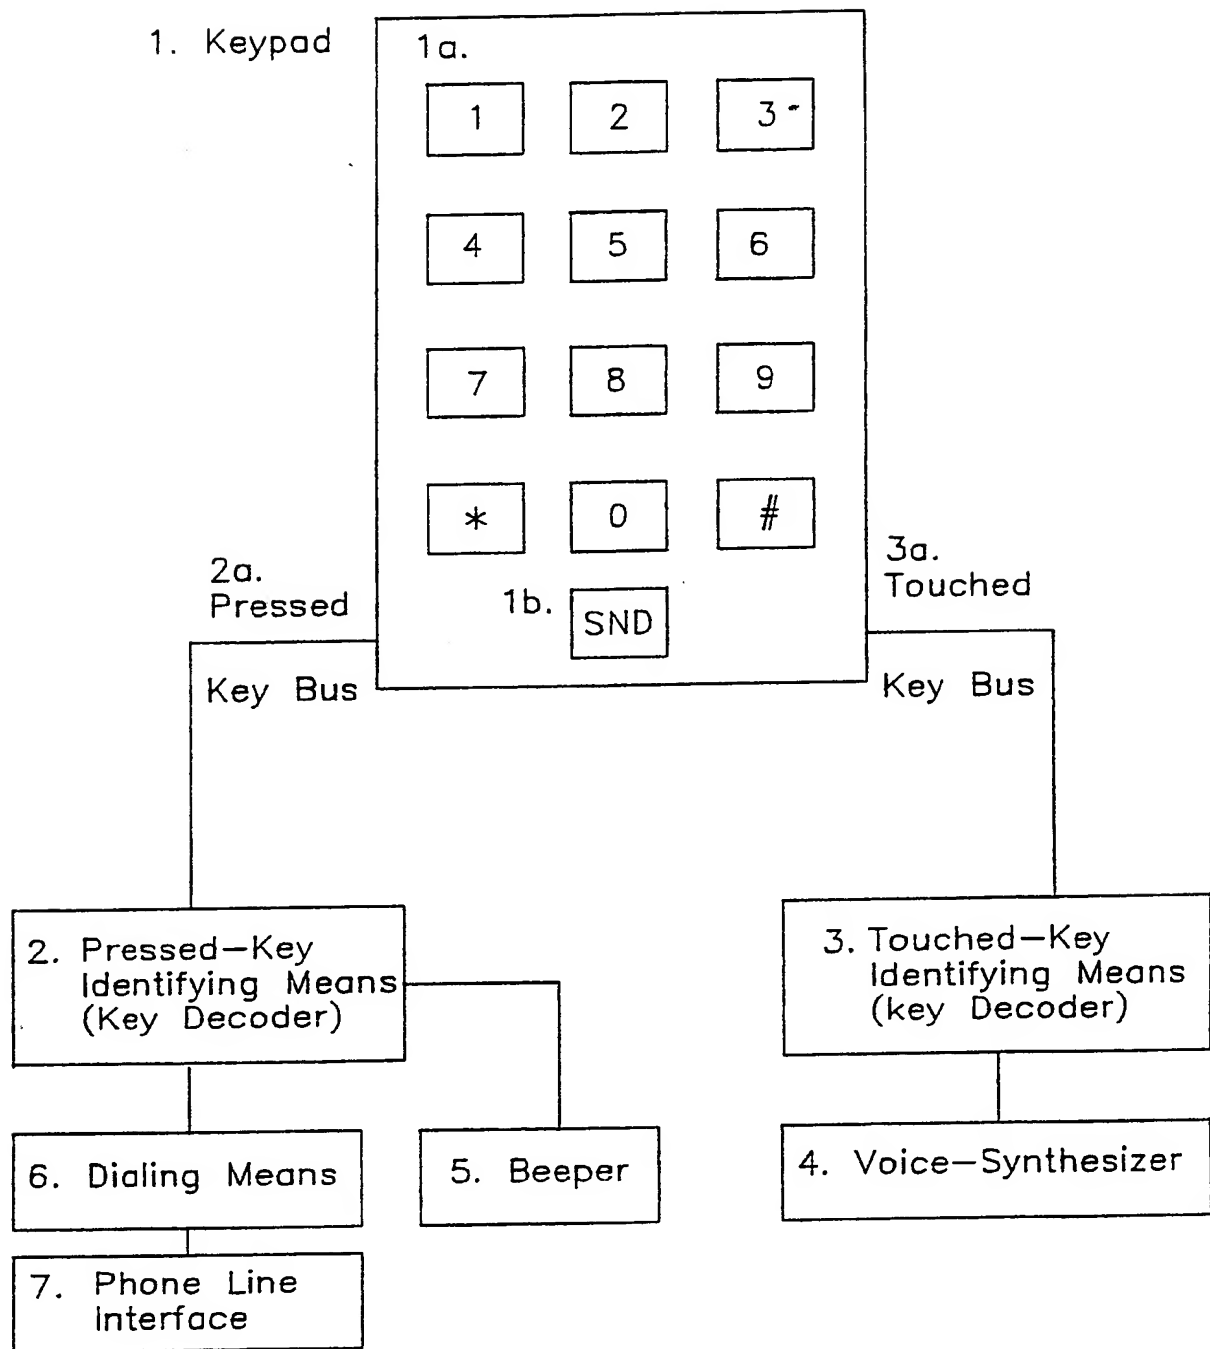 1. Keypad
1a.
1 2 3
4 5 6
7 8 9
* 0 #
2a.
Pressed
1b.
SND
3a.
Touched
Key Bus
Key Bus
2. Pressed-Key
Identifying Means
(Key Decoder)
3. Touched-Key
Identifying Means
(key Decoder)
6. Dialing Means
5. Beeper
4. Voice-Synthesizer
7. Phone Line
Interface